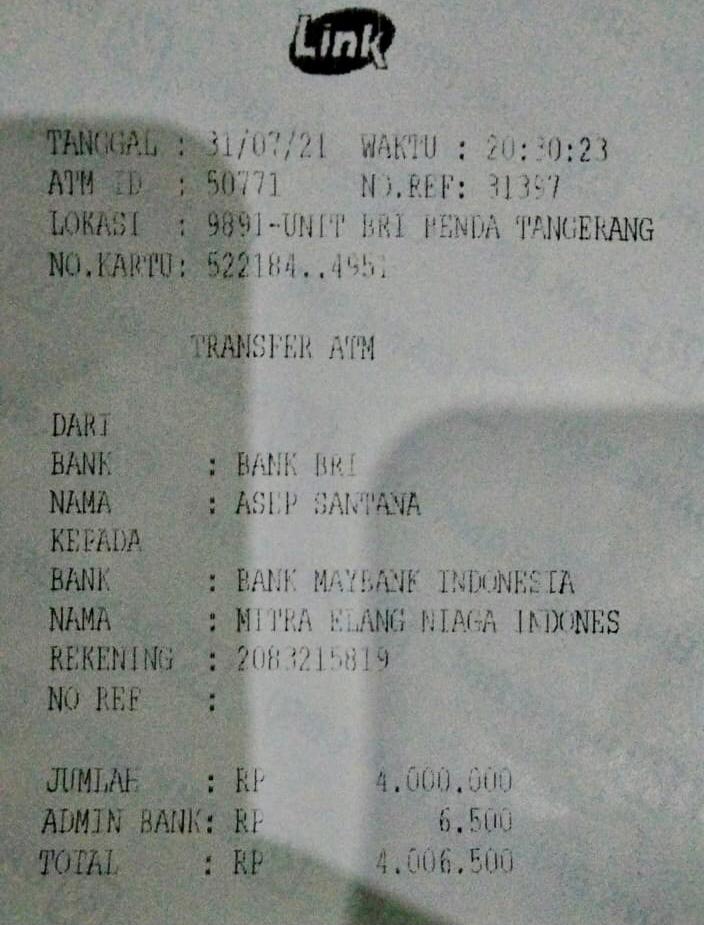 Link
TANGGAL : 31/07/21 WAKTU : 20:30:23
ATM ID : 50771 NO.REF: 31397
LOKASI : 9891-UNIT BRI PENDA TANGERANG
NO.KARTU: 522184..4951
TRANSFER ATM
DARI
BANK : BANK BRI
NAMA : ASEP SANTANA
KEPADA
BANK : BANK MAYBANK INDONESIA
NAMA : MITRA ELANG NIAGA INDONES
REKENING : 2083215819
NO REF :
JUMLAH : RP 4.000.000
ADMIN BANK: RP 6.500
TOTAL : RP 4.006.500